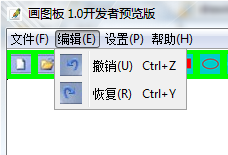 画图板 1.0开发者预览版
文件(F) 编辑(E) 设置(P) 帮助(H)
撤销(U) Ctrl+Z
恢复(R) Ctrl+Y